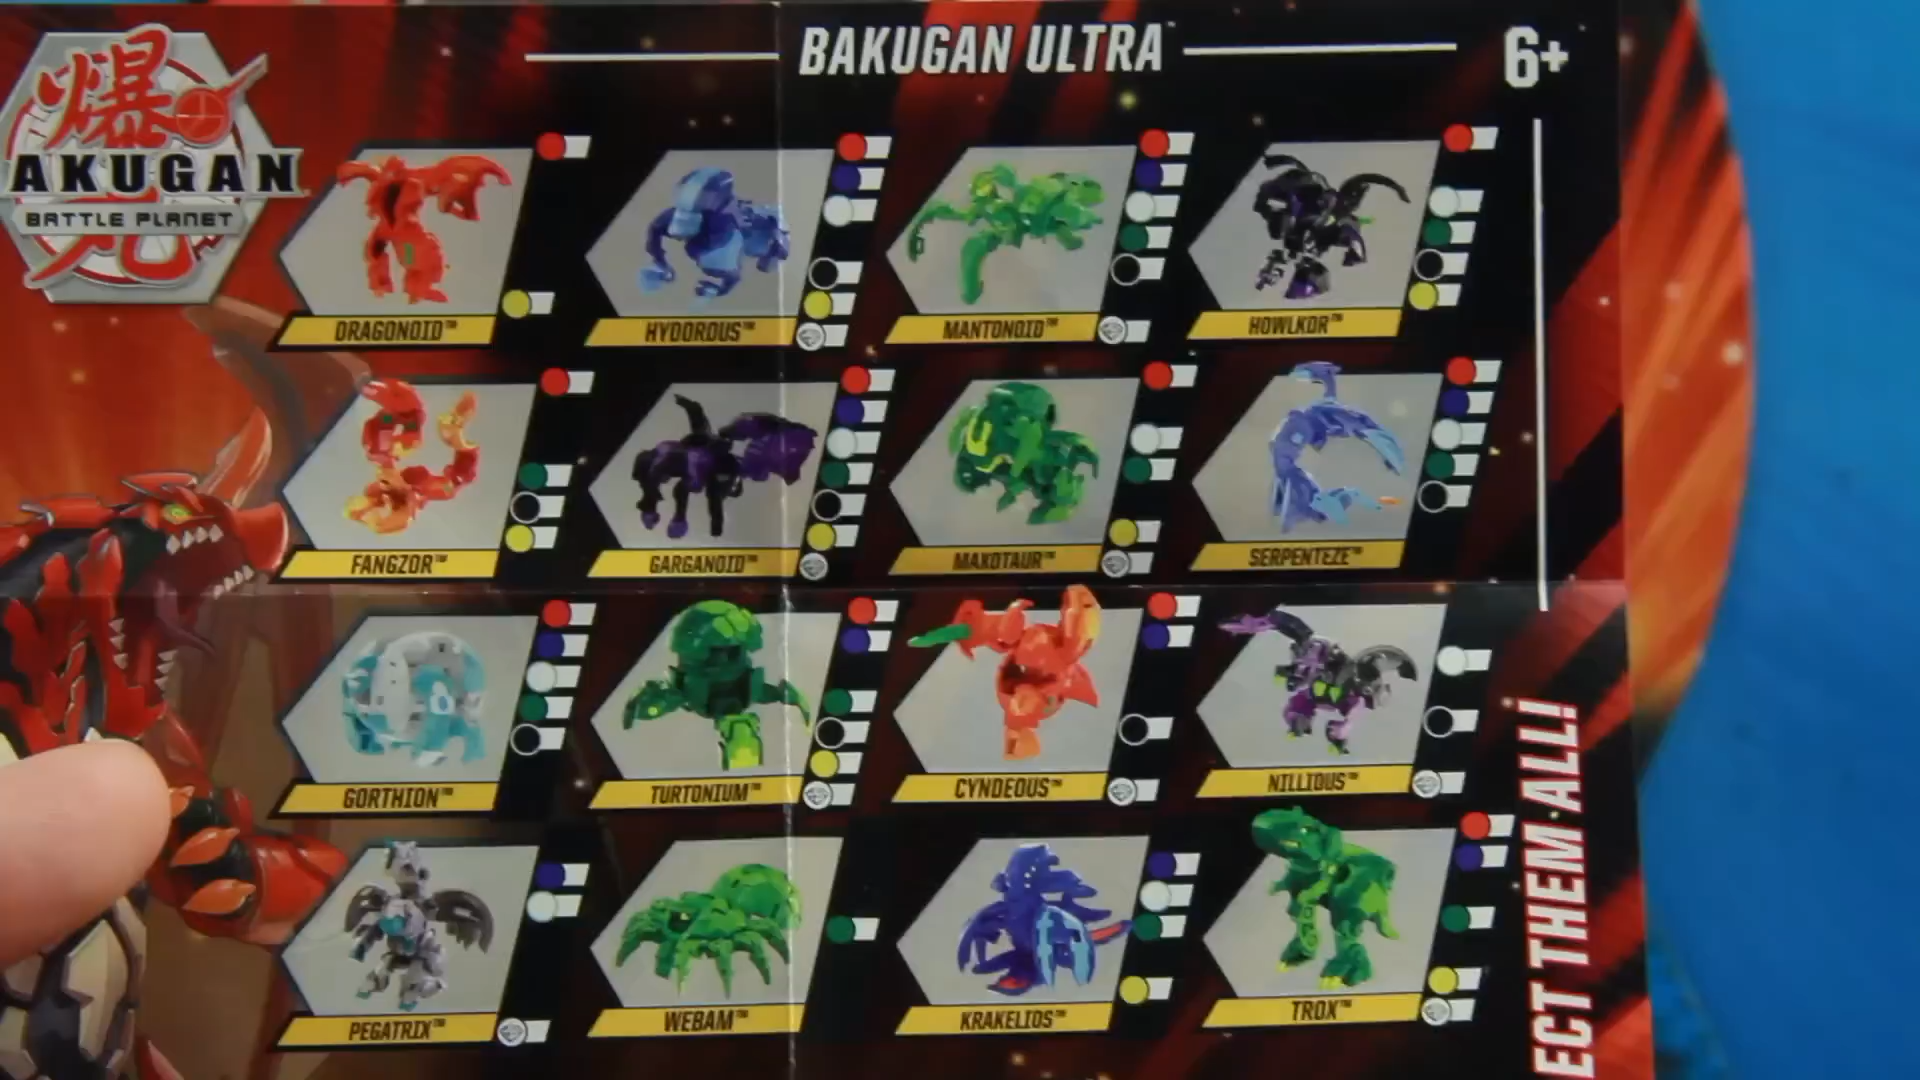 BAKUGAN ULTRA™
6+
爆
AKUGAN
BATTLE PLANET
DRAGONOID™
HYDOROUS™
MANTONOID™
HOWLKOR™
FANGZOR™
GARGANOID™
MAXOTAUR™
SERPENTEZE™
GORTHION™
TURTONIUM™
CYNDEOUS™
NILLIOUS™
PEGATRIX™
WEBAM™
KRAKELIOS™
TROX™
ECT THEM ALL!